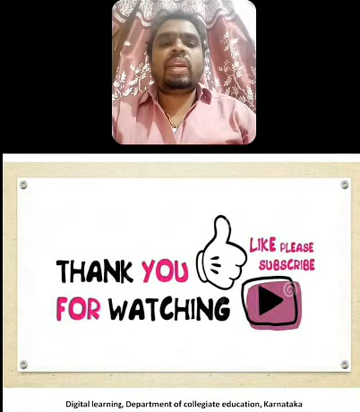 THANK YOU
FOR WATCHING
LIKE PLEASE
SUBSCRIBE
Digital learning, Department of collegiate education, Karnataka